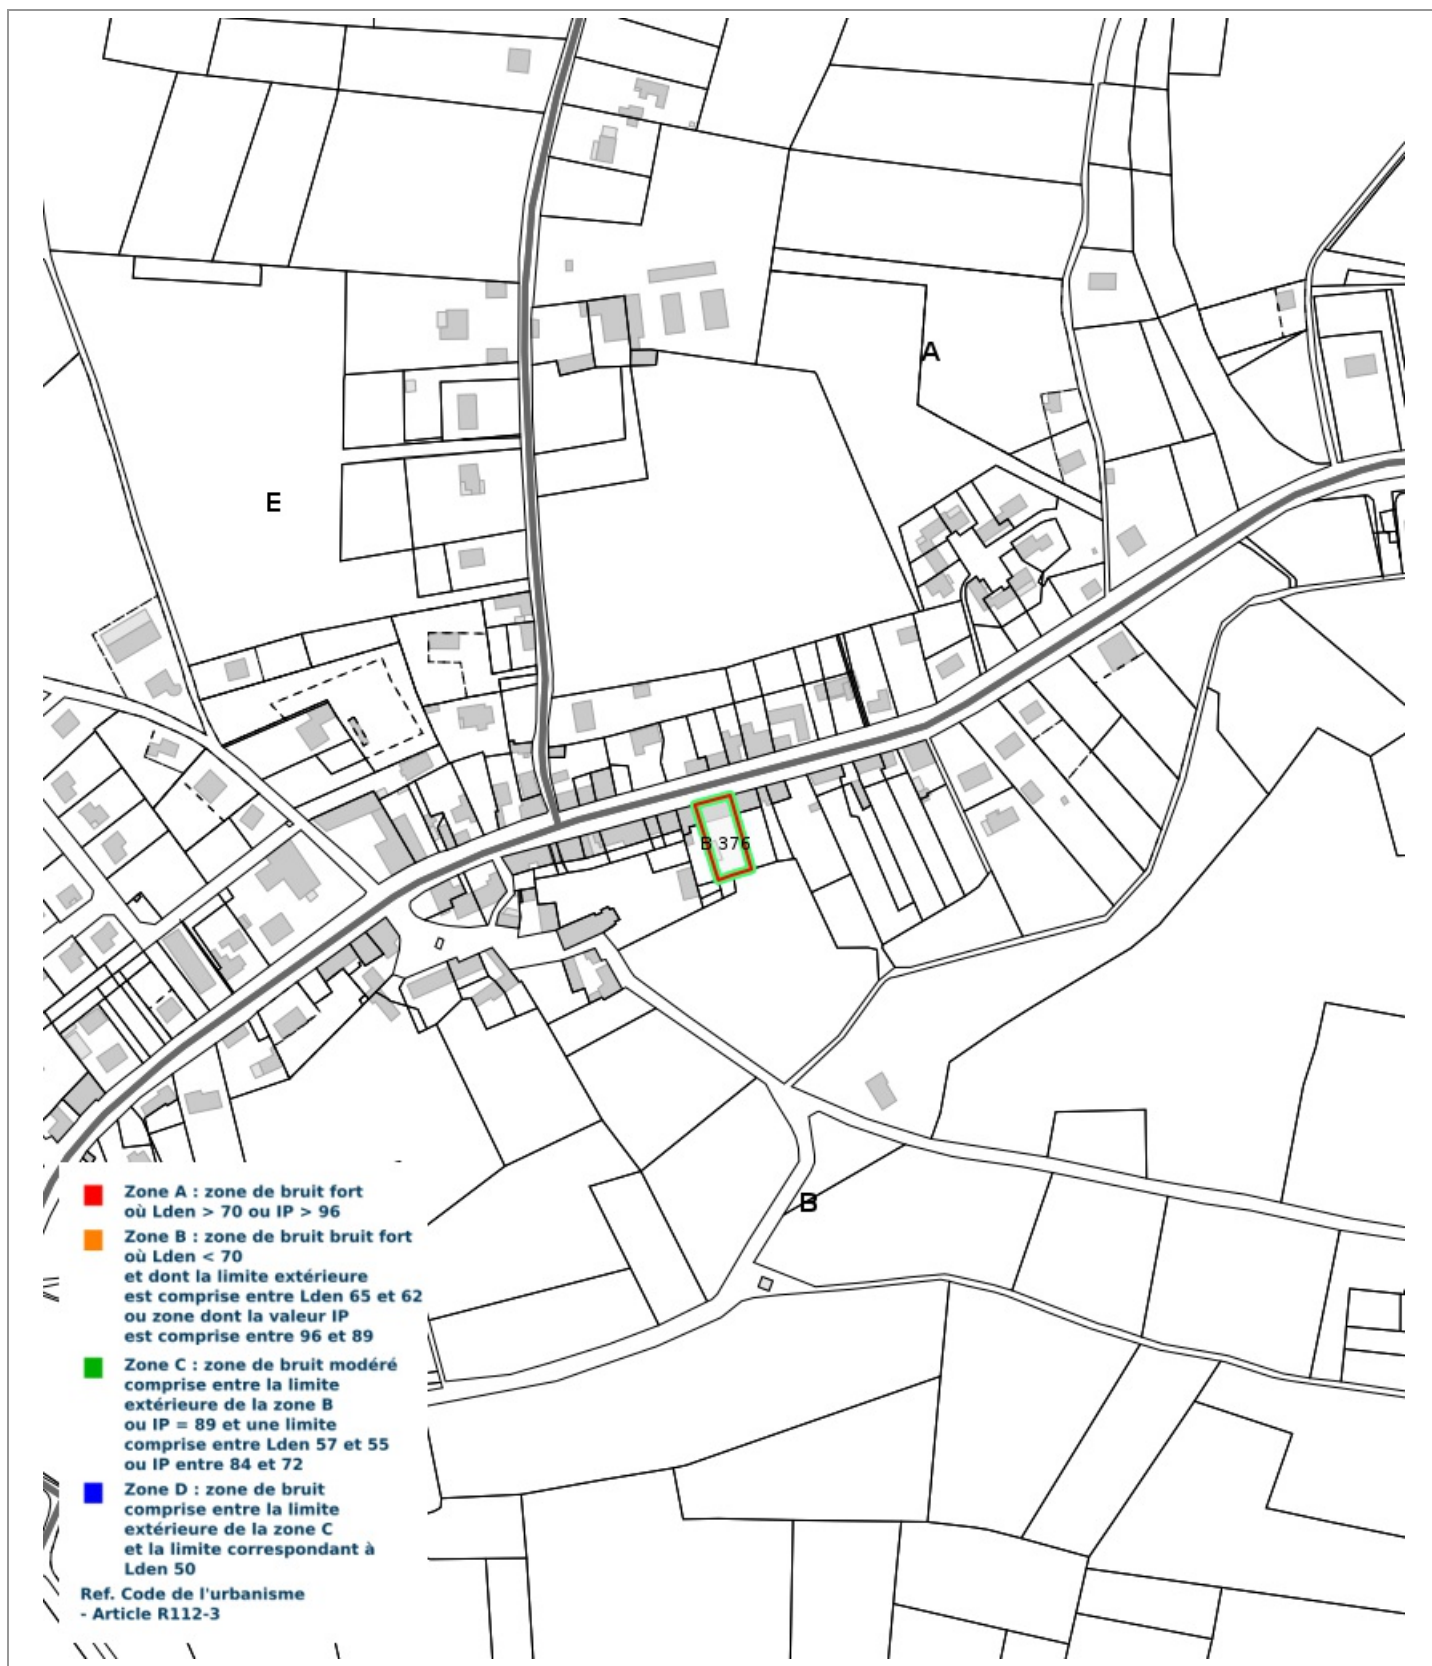 A
E
B 376
B
Zone A : zone de bruit fort
où Lden > 70 ou IP > 96
Zone B : zone de bruit bruit fort
où Lden < 70
et dont la limite extérieure
est comprise entre Lden 65 et 62
ou zone dont la valeur IP
est comprise entre 96 et 89
Zone C : zone de bruit modéré
comprise entre la limite
extérieure de la zone B
ou IP = 89 et une limite
comprise entre Lden 57 et 55
ou IP entre 84 et 72
Zone D : zone de bruit
comprise entre la limite
extérieure de la zone C
et la limite correspondant à
Lden 50
Ref. Code de l'urbanisme
- Article R112-3